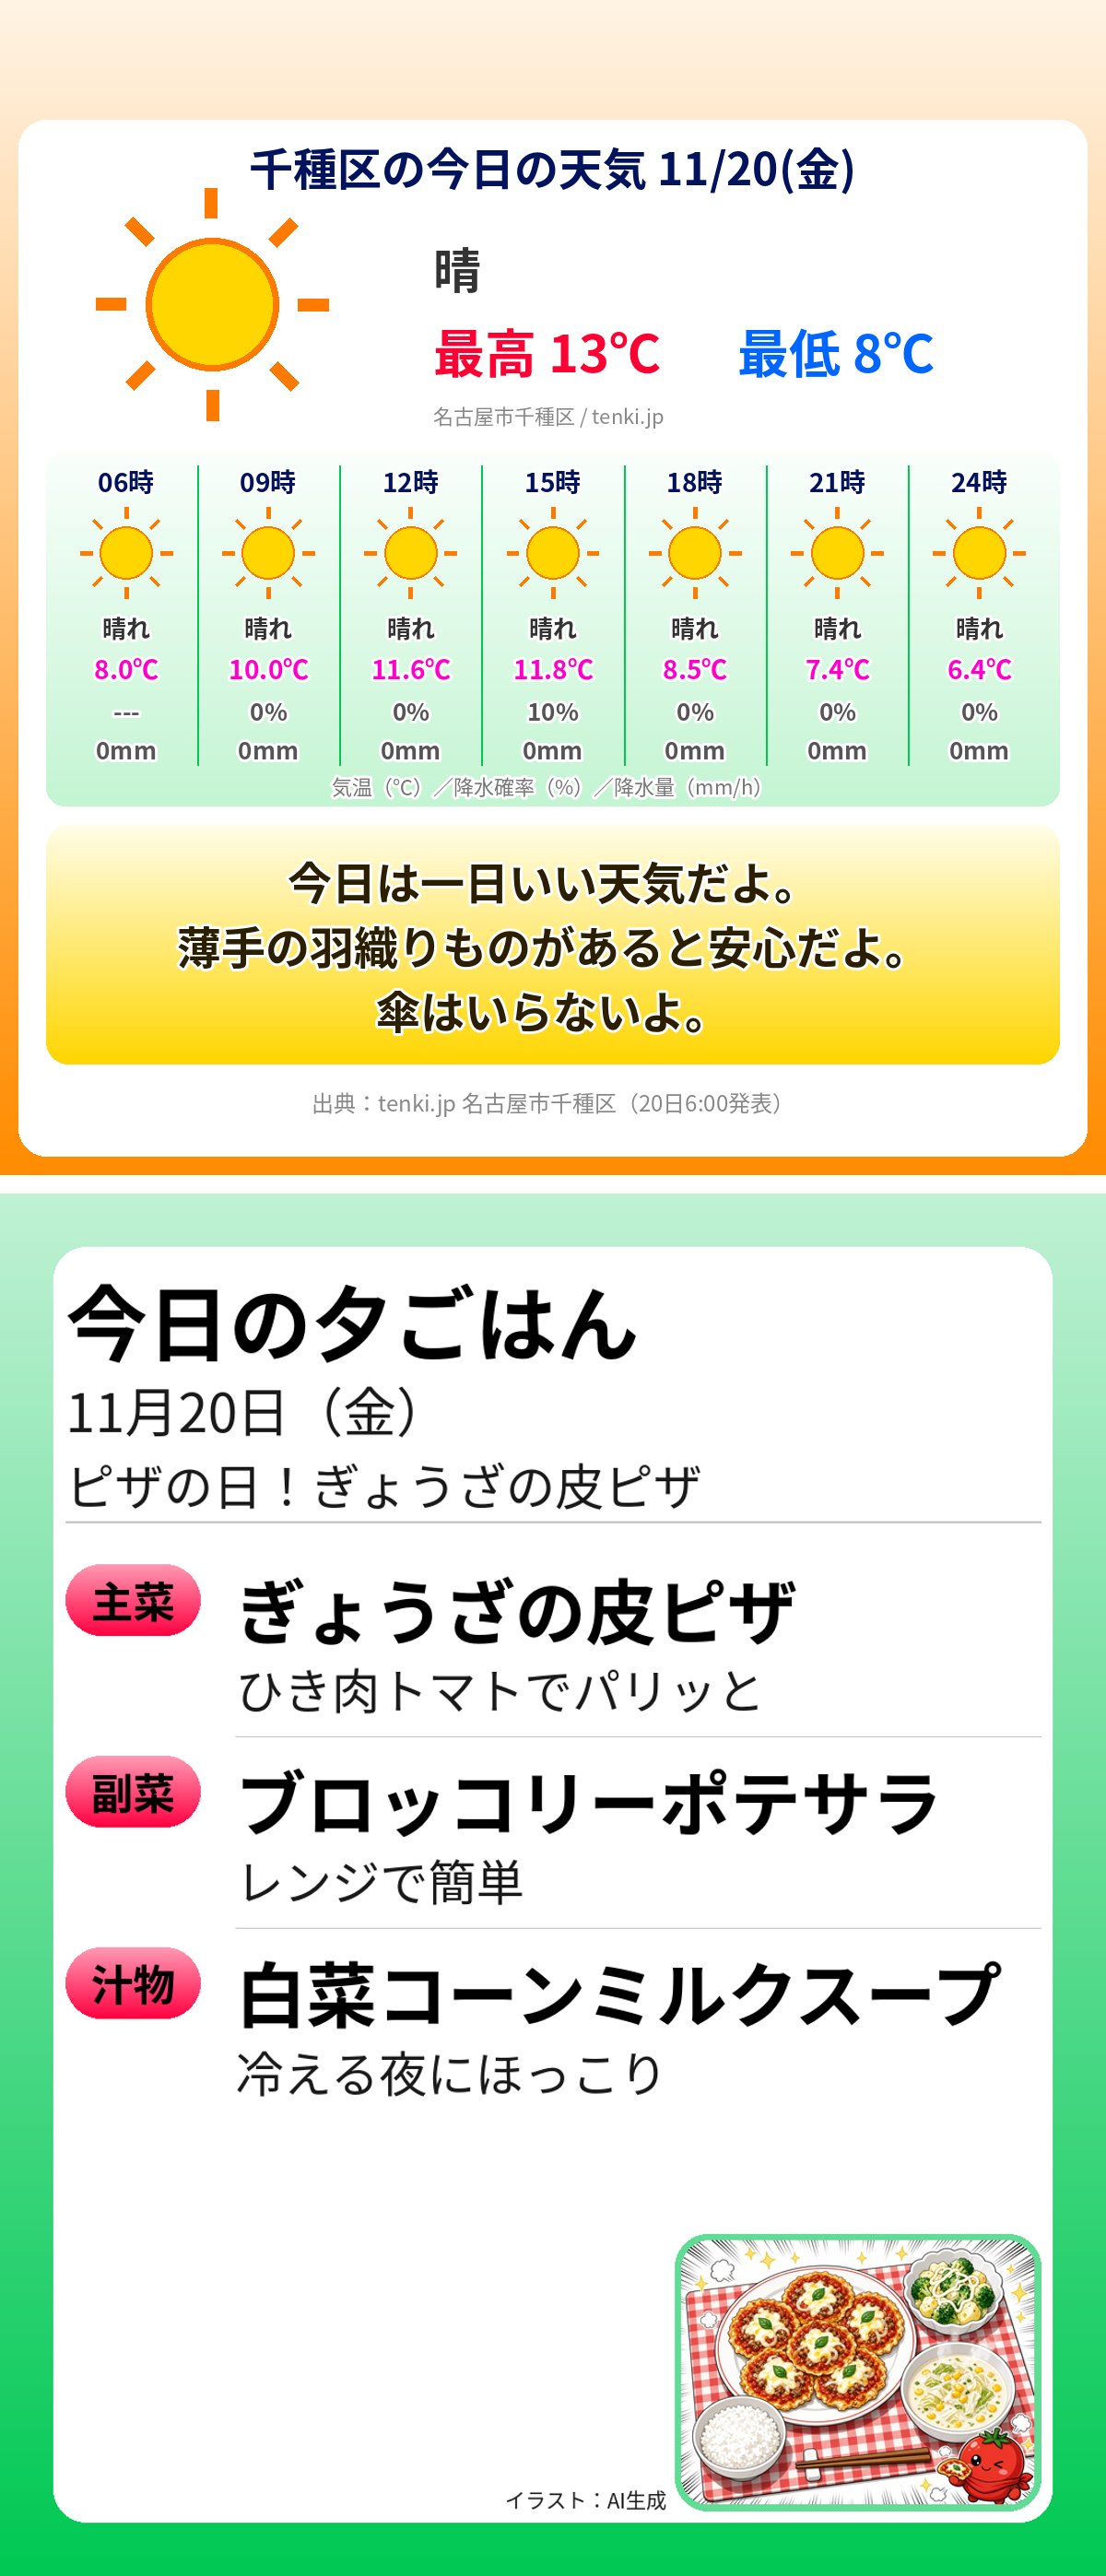 千種区の今日の天気 11/20(金)
晴
最高 13℃ 最低 8℃
名古屋市千種区 / tenki.jp
06時 09時 12時 15時 18時 21時 24時
晴れ 晴れ 晴れ 晴れ 晴れ 晴れ 晴れ
8.0℃ 10.0℃ 11.6℃ 11.8℃ 8.5℃ 7.4℃ 6.4℃
--- 0% 0% 10% 0% 0% 0%
0mm 0mm 0mm 0mm 0mm 0mm 0mm
気温（℃）／降水確率（%）／降水量（mm/h）
今日は一日いい天気だよ。
薄手の羽織りものがあると安心だよ。
傘はいらないよ。
出典：tenki.jp 名古屋市千種区（20日6:00発表）
今日の夕ごはん
11月20日（金）
ピザの日！ぎょうざの皮ピザ
主菜 ぎょうざの皮ピザ
ひき肉トマトでパリッと
副菜 ブロッコリーポテサラ
レンジで簡単
汁物 白菜コーンミルクスープ
冷える夜にほっこり
イラスト：AI生成